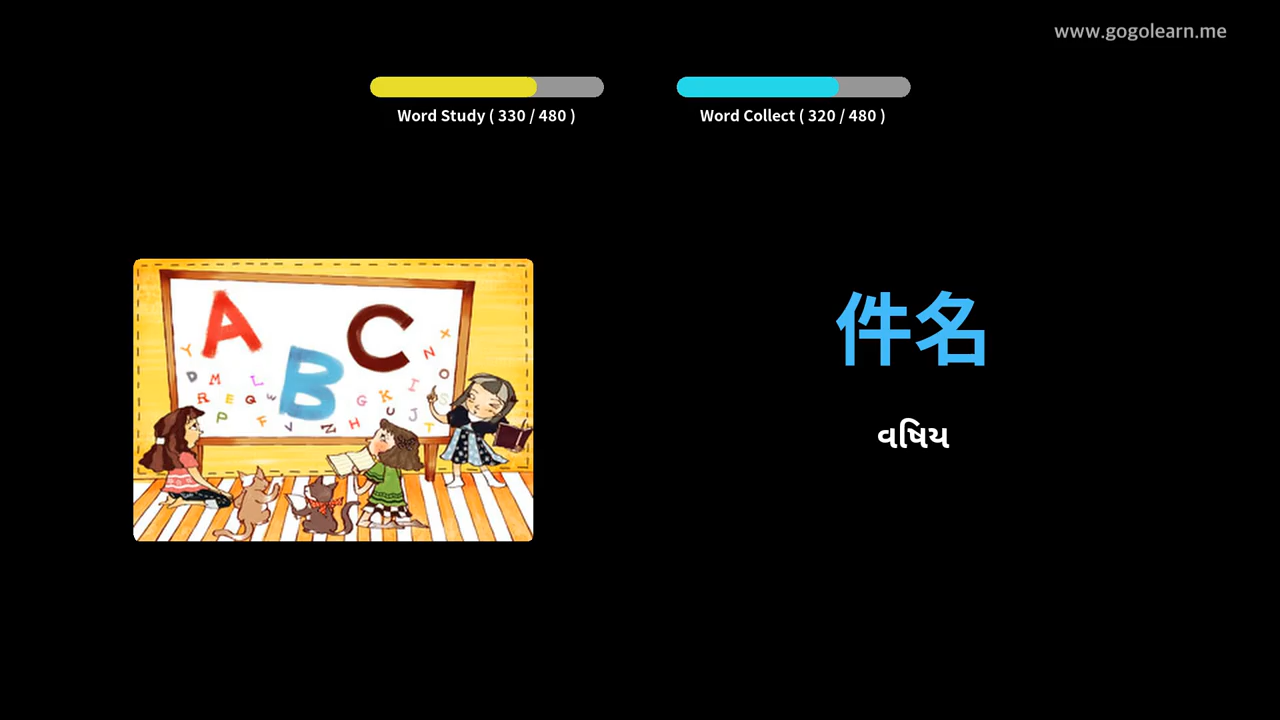 www.gogolearn.me
Word Study ( 330 / 480 )
Word Collect ( 320 / 480 )
A
B
C
X
Y
N
D M L I O
R E Q W G K S
P F V Z H U J T
件名
વષિય